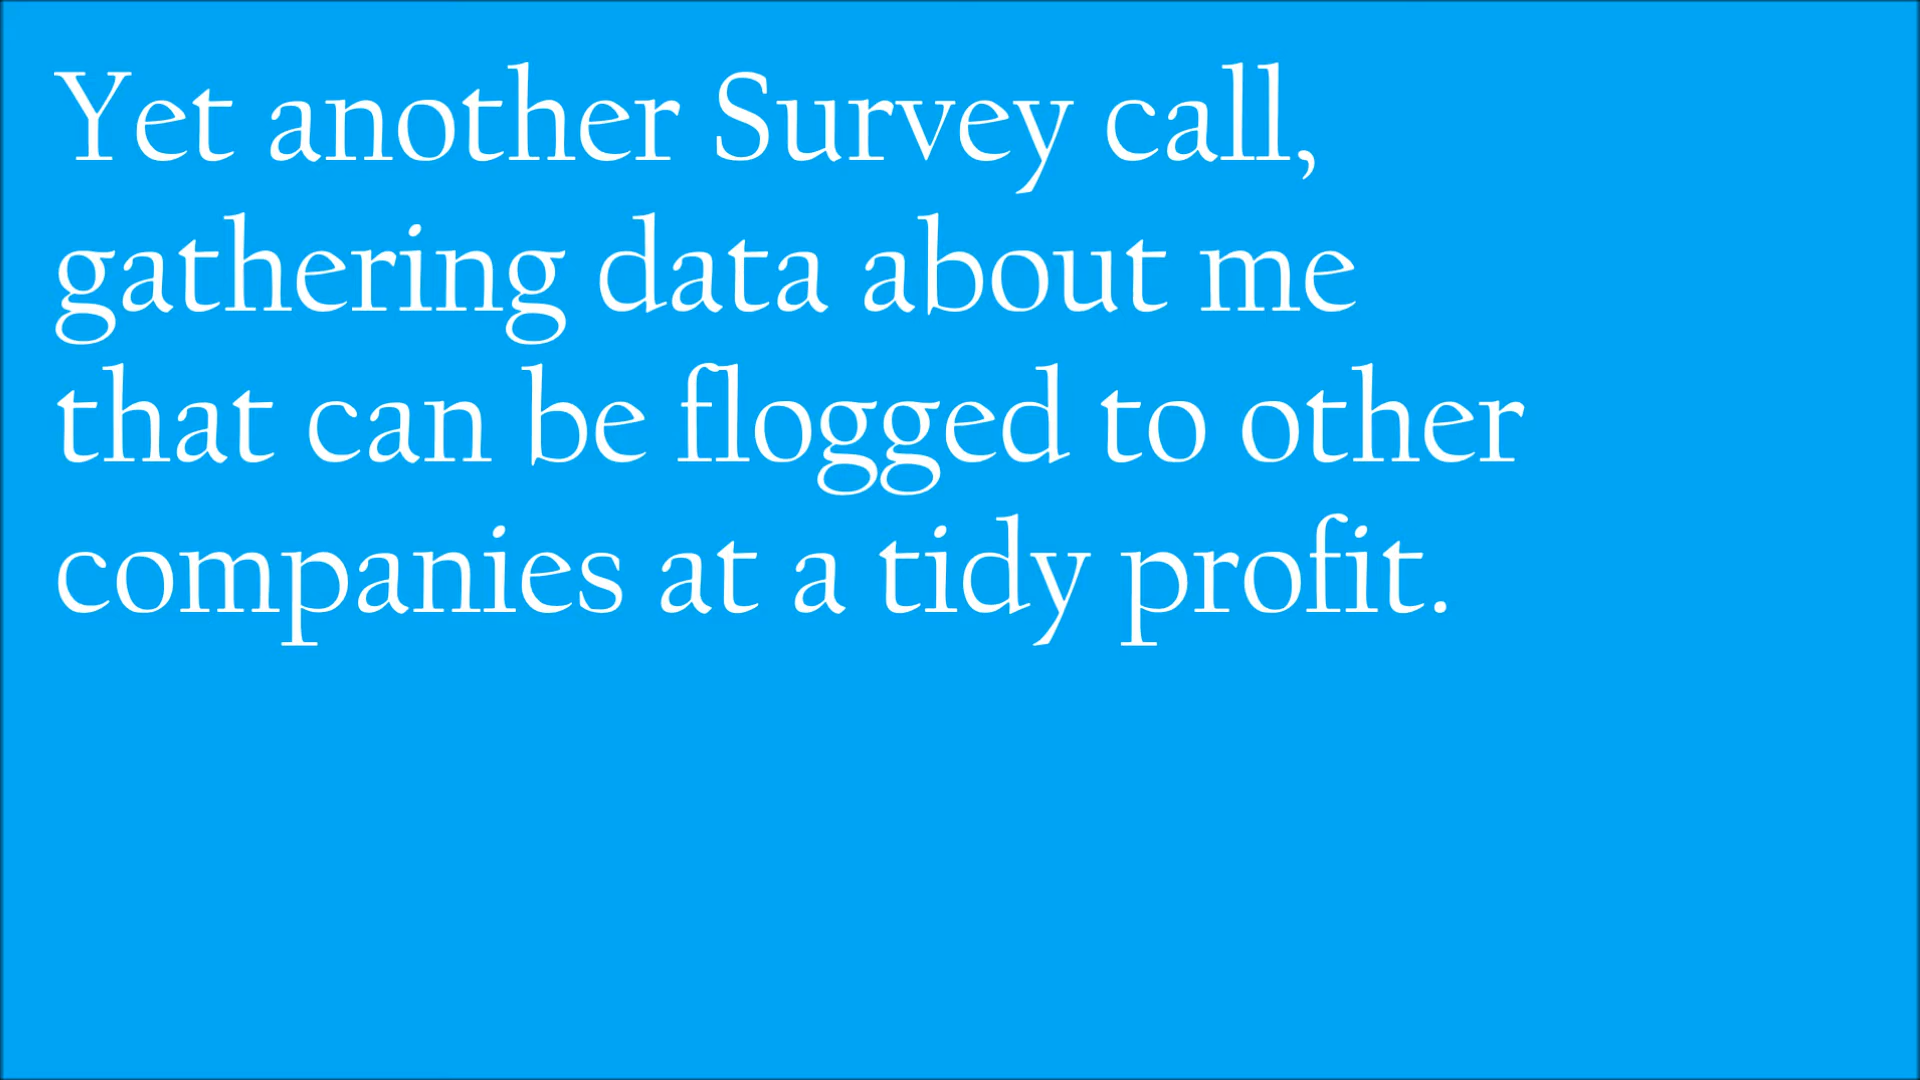 Yet another Survey call,
gathering data about me
that can be flogged to other
companies at a tidy profit.